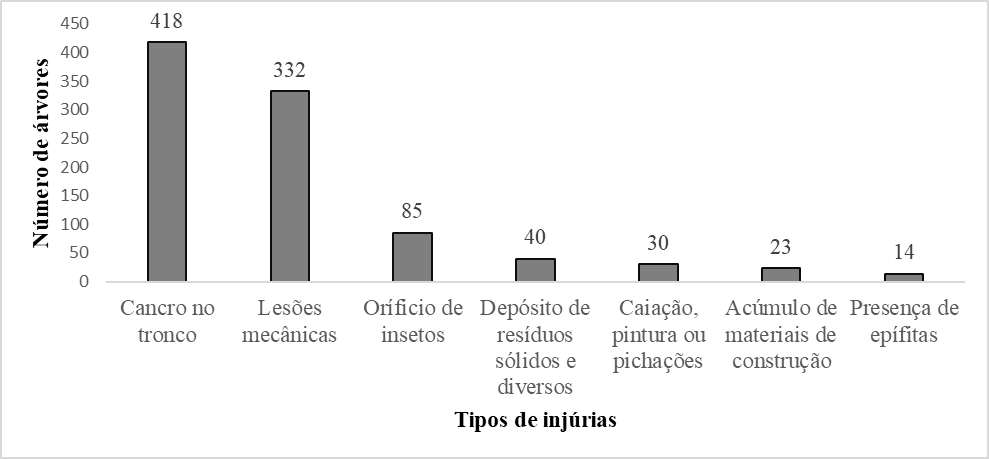 Número de árvores
450
400
350
300
250
200
150
100
50
0
418
332
85
40
30
23
14
Cancro no
tronco
Lesões
mecânicas
Oríficio de
insetos
Depósito de
resíduos
sólidos e
diversos
Caiação,
pintura ou
pichações
Acúmulo de
materiais de
construção
Presença de
epífitas
Tipos de injúrias